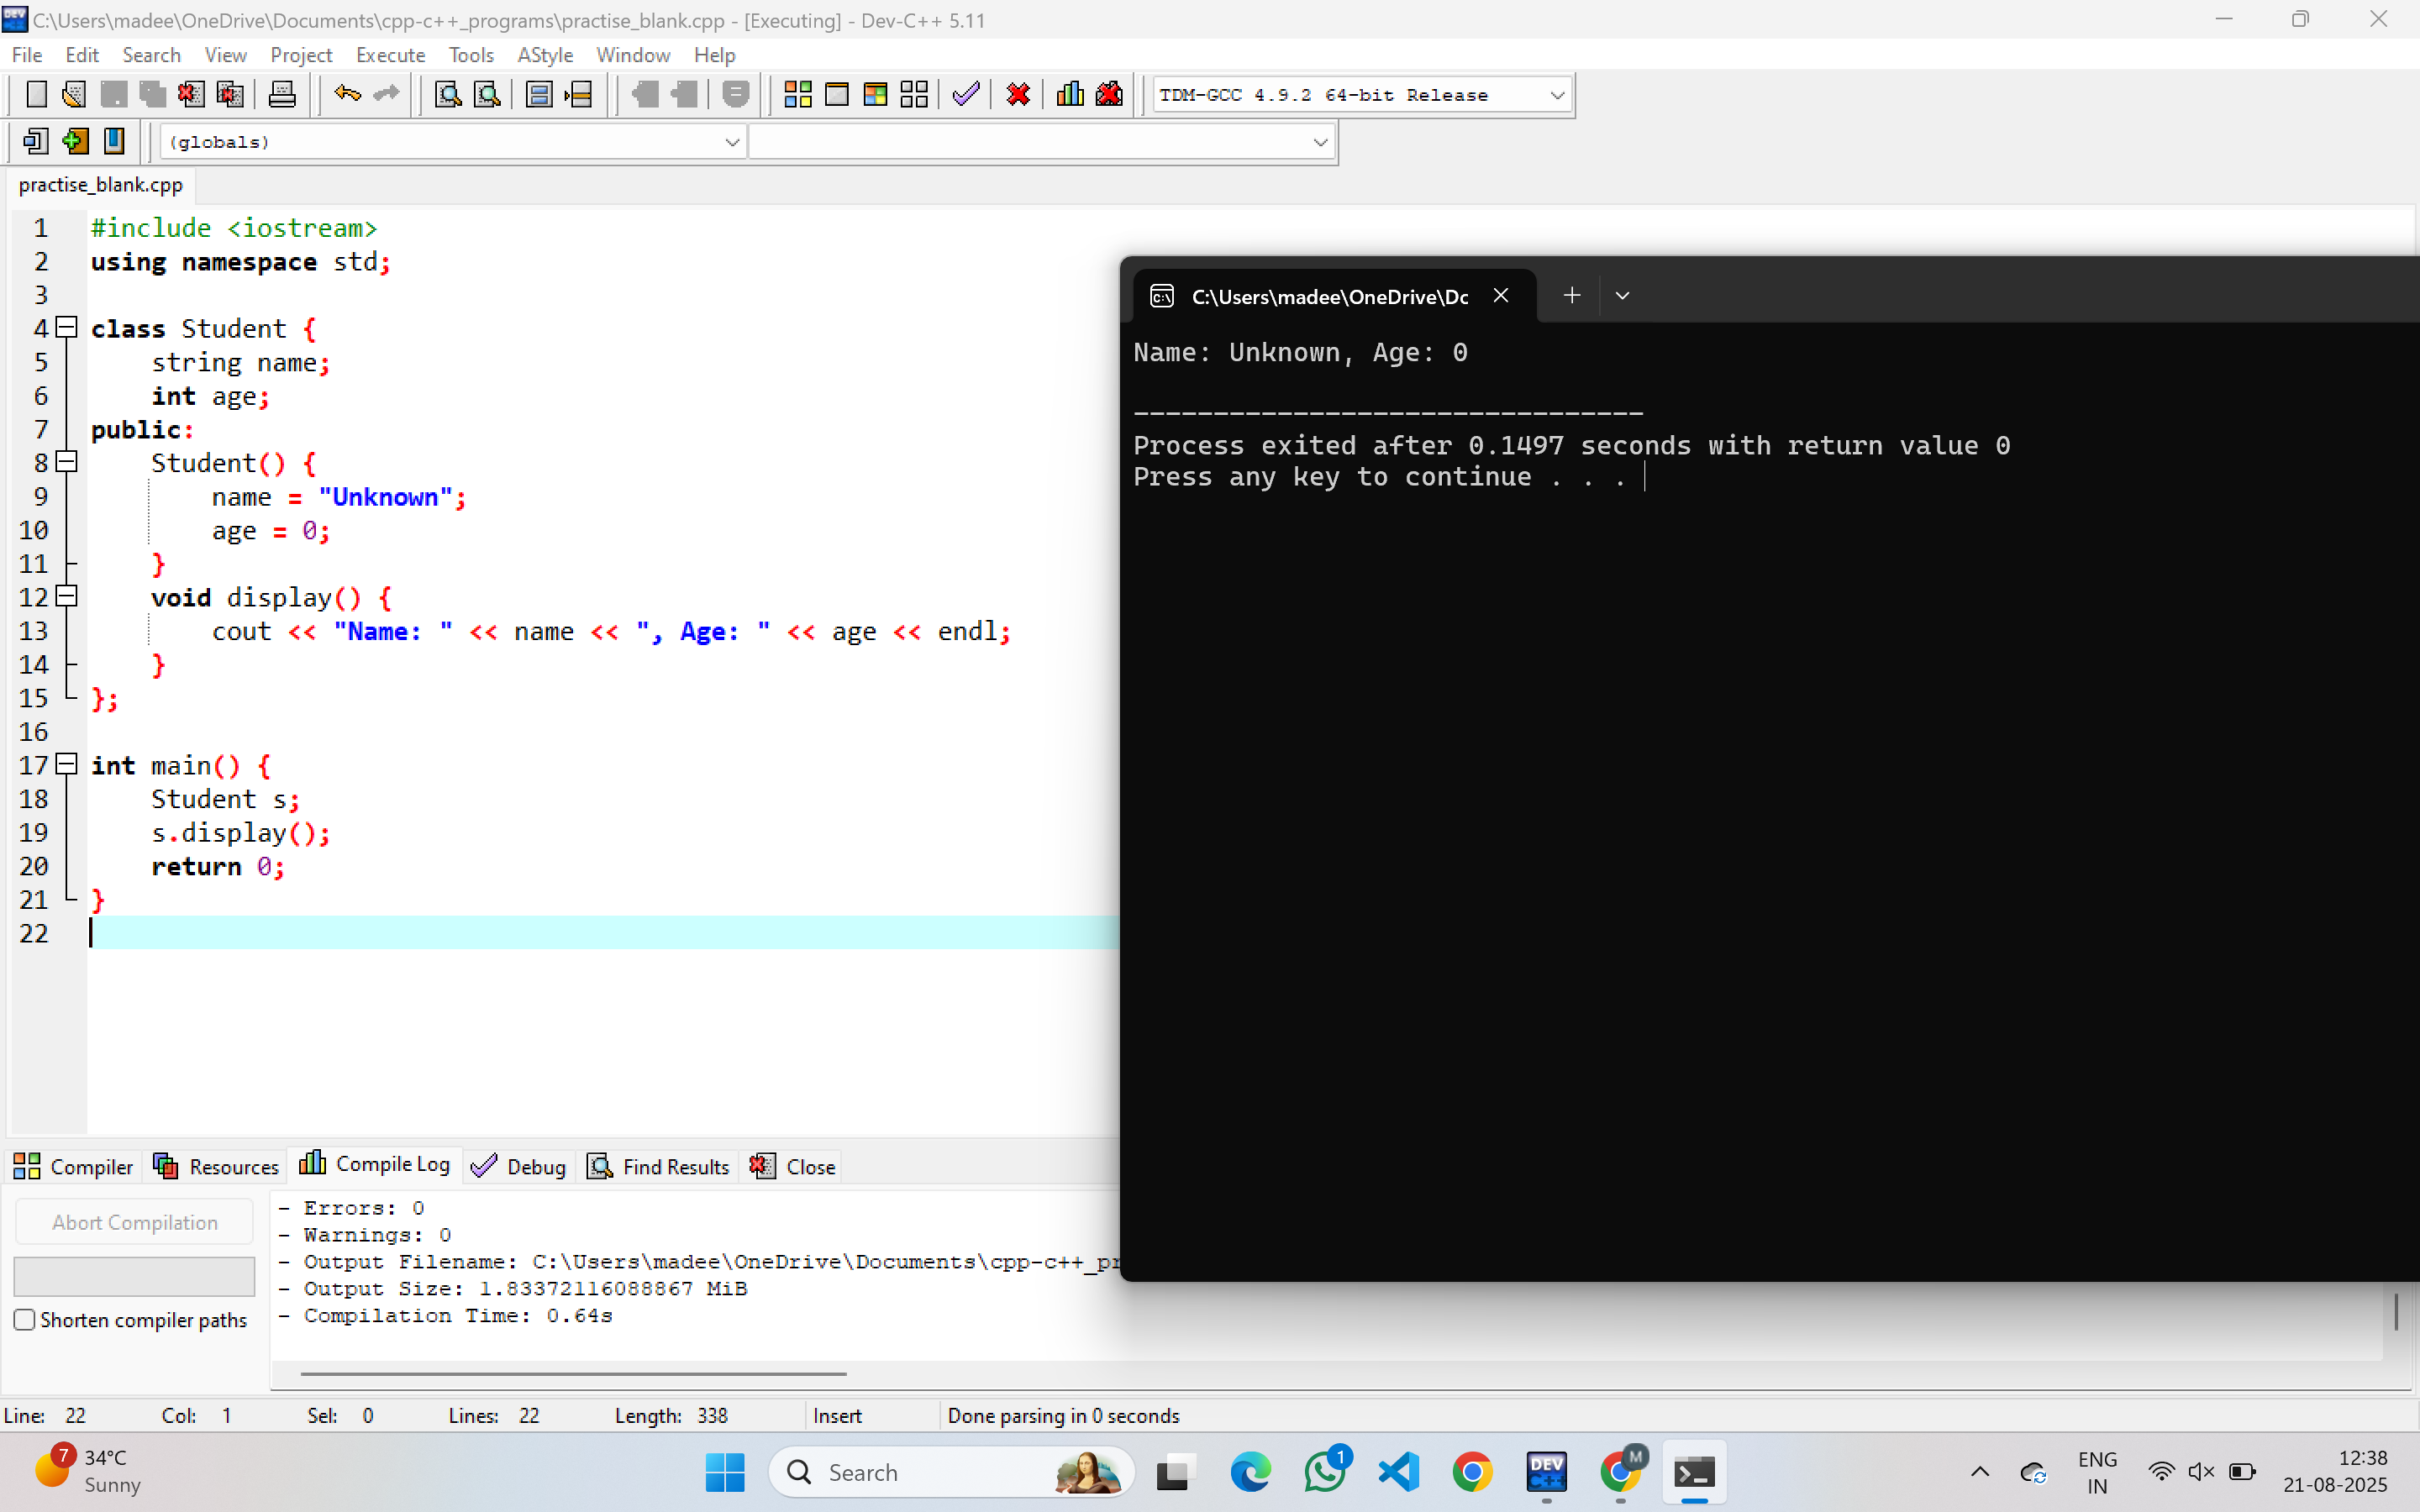 C:\Users\madee\OneDrive\Documents\cpp-c++_programs\practise_blank.cpp - [Executing] - Dev-C++ 5.11
File Edit Search View Project Execute Tools AStyle Window Help
TDM-GCC 4.9.2 64-bit Release
(globals)
practise_blank.cpp
1 #include <iostream>
2 using namespace std;
3
4 class Student {
5 string name;
6 int age;
7 public:
8 Student() {
9 name = "Unknown";
10 age = 0;
11 }
12 void display() {
13 cout << "Name: " << name << ", Age: " << age << endl;
14 }
15 };
16
17 int main() {
18 Student s;
19 s.display();
20 return 0;
21 }
22
C:\Users\madee\OneDrive\Dc
Name: Unknown, Age: 0
--------------------------------
Process exited after 0.1497 seconds with return value 0
Press any key to continue . . .
Compiler Resources Compile Log Debug Find Results Close
Abort Compilation
Shorten compiler paths
- Errors: 0
- Warnings: 0
- Output Filename: C:\Users\madee\OneDrive\Documents\cpp-c++_pr
- Output Size: 1.83372116088867 MiB
- Compilation Time: 0.64s
Line: 22 Col: 1 Sel: 0 Lines: 22 Length: 338 Insert Done parsing in 0 seconds
7
34°C
Sunny
Search
1
DEV
C++
M
ENG
IN
12:38
21-08-2025